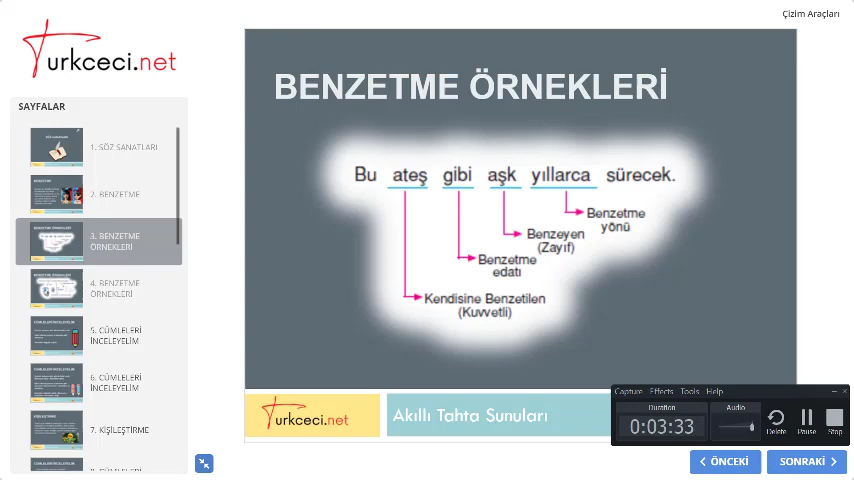 Çizim Araçları
Turkceci.net
SAYFALAR
1. SÖZ SANATLARI
2. BENZETME
3. BENZETME
ÖRNEKLERİ
4. BENZETME
ÖRNEKLERİ
5. CÜMLELERİ
İNCELEYELİM
6. CÜMLELERİ
İNCELEYELİM
7. KİŞİLEŞTİRME
BENZETME ÖRNEKLERİ
Bu ateş gibi aşk yıllarca sürecek.
Benzetme
yönü
Benzeyen
(Zayıf)
Benzetme
edatı
Kendisine Benzetilen
(Kuvvetli)
Turkceci.net
Akıllı Tahta Sunuları
Capture Effects Tools Help
Duration
0:03:33
Audio
Delete
Pause
Stop
ÖNCEKİ
SONRAKİ